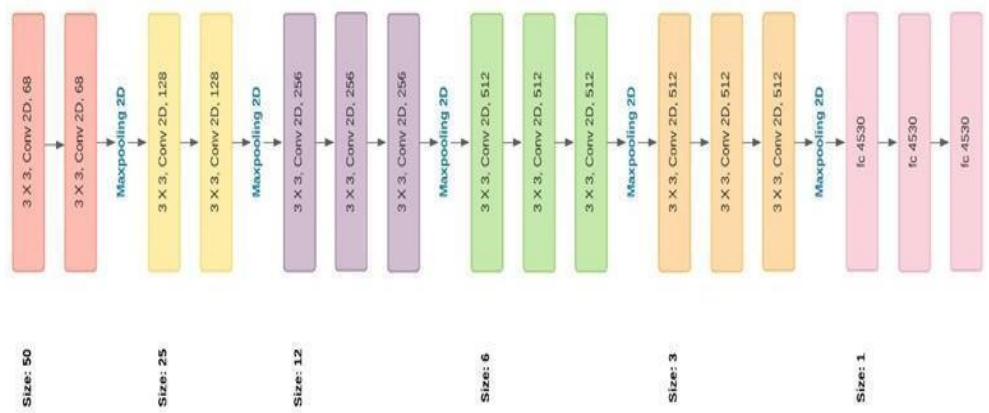 3 X 3, Conv 2D, 68
3 X 3, Conv 2D, 68
Maxpooling 2D
3 X 3, Conv 2D, 128
3 X 3, Conv 2D, 128
Maxpooling 2D
3 X 3, Conv 2D, 256
3 X 3, Conv 2D, 256
3 X 3, Conv 2D, 256
Maxpooling 2D
3 X 3, Conv 2D, 512
3 X 3, Conv 2D, 512
3 X 3, Conv 2D, 512
Maxpooling 2D
3 X 3, Conv 2D, 512
3 X 3, Conv 2D, 512
3 X 3, Conv 2D, 512
Maxpooling 2D
fc 4530
fc 4530
fc 4530
Size: 50
Size: 25
Size: 12
Size: 6
Size: 3
Size: 1